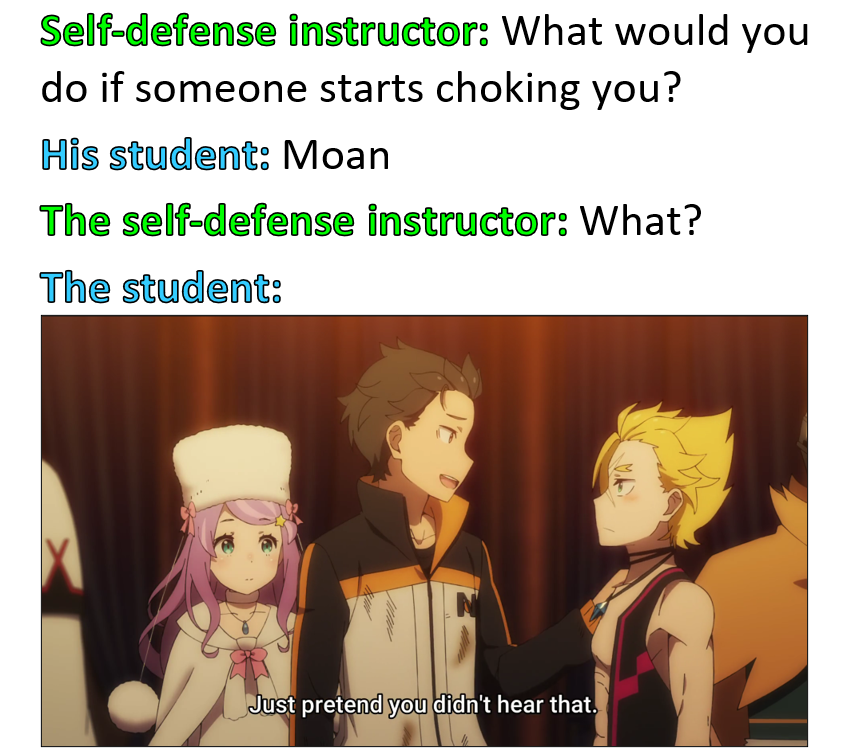 Self-defense instructor: What would you
do if someone starts choking you?
His student: Moan
The self-defense instructor: What?
The student:
N
Just pretend you didn't hear that.